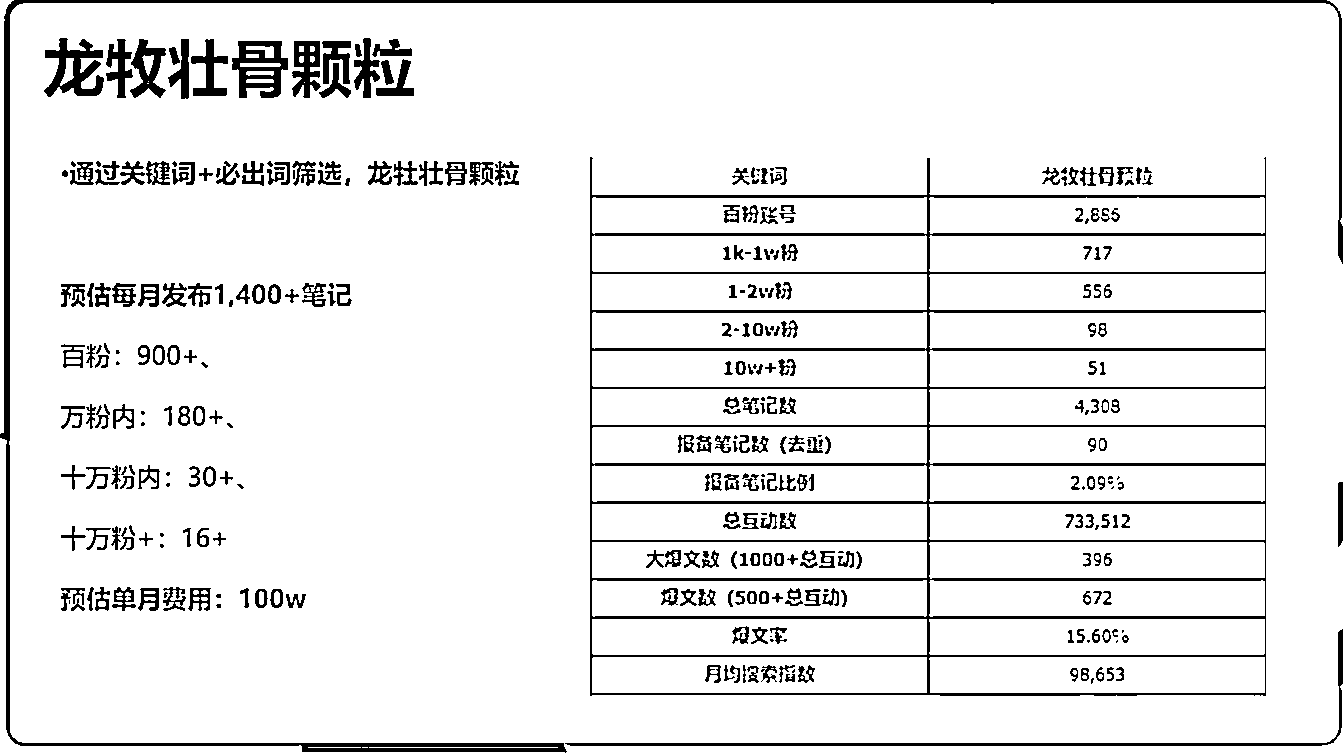 龙牧壮骨颗粒
•通过关键词+必出词筛选，龙牡壮骨颗粒
预估每月发布1,400+笔记
百粉：900+、
万粉内：180+、
十万粉内：30+、
十万粉+：16+
预估单月费用：100w
关键词 龙牧壮骨颗粒
百粉账号 2,886
1k-1w粉 717
1-2w粉 556
2-10w粉 98
10w+粉 51
总笔记数 4,308
报备笔记数（去重） 90
报备笔记比例 2.09%
总互动数 733,512
大爆文数（1000+总互动） 396
爆文数（500+总互动） 672
爆文率 15.60%
月均搜索指数 98,653